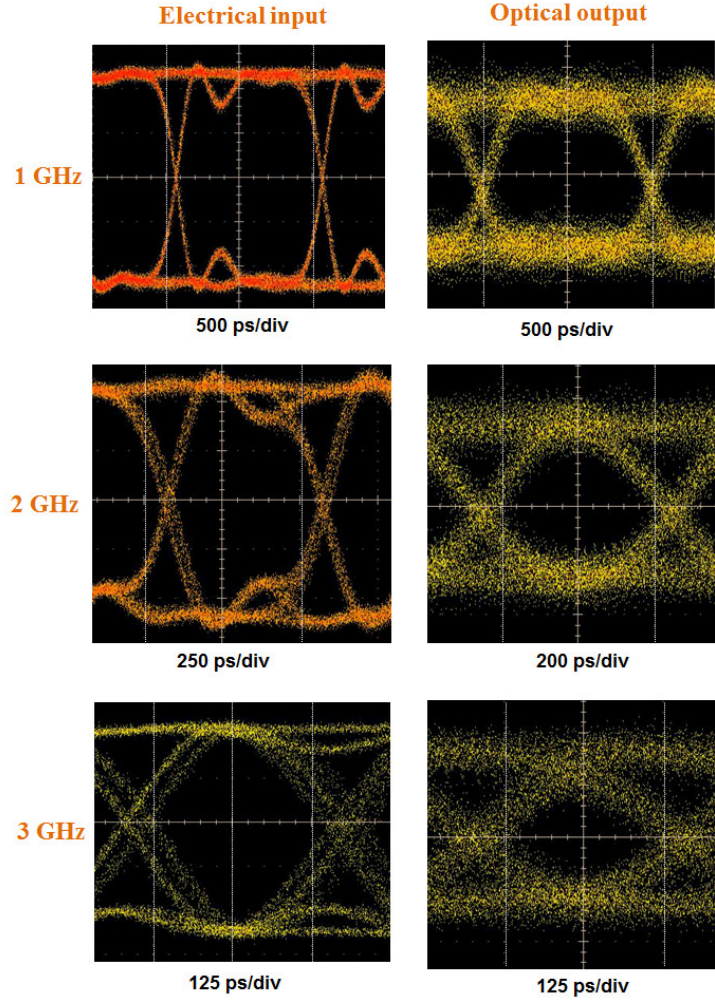 Electrical input
Optical output
1 GHz
500 ps/div
500 ps/div
2 GHz
250 ps/div
200 ps/div
3 GHz
125 ps/div
125 ps/div